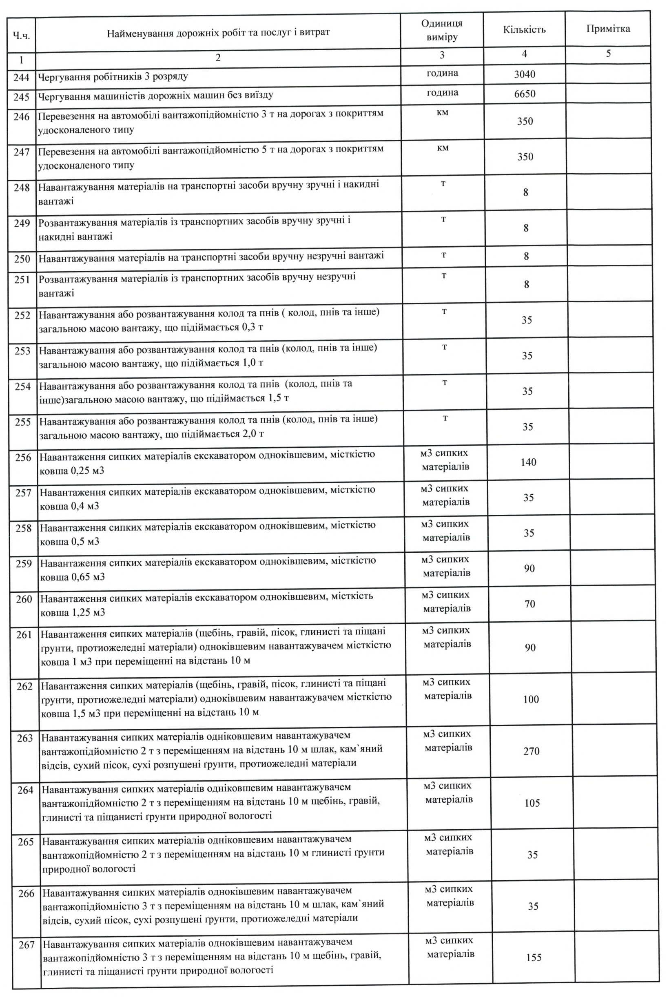 Ч.ч.
Найменування дорожніх робіт та послуг і витрат
Одиниця
виміру
Кількість
Примітка
1
2
3
4
5
244
Чергування робітників 3 розряду
година
3040
245
Чергування машиністів дорожніх машин без виїзду
година
6650
246
Перевезення на автомобілі вантажопідйомністю 3 т на дорогах з покриттям
удосконаленого типу
км
350
247
Перевезення на автомобілі вантажопідйомністю 5 т на дорогах з покриттям
удосконаленого типу
км
350
248
Навантажування матеріалів на транспортні засоби вручну зручні і накидні
вантажі
т
8
249
Розвантажування матеріалів із транспортних засобів вручну зручні і
накидні вантажі
т
8
250
Навантажування матеріалів на транспортні засоби вручну незручні вантажі
т
8
251
Розвантажування матеріалів із транспортних засобів вручну незручні
вантажі
т
8
252
Навантажування або розвантажування колод та пнів ( колод, пнів та інше)
загальною масою вантажу, що підіймається 0,3 т
т
35
253
Навантажування або розвантажування колод та пнів (колод, пнів та інше)
загальною масою вантажу, що підіймається 1,0 т
т
35
254
Навантажування або розвантажування колод та пнів (колод, пнів та
інше)загальною масою вантажу, що підіймається 1,5 т
т
35
255
Навантажування або розвантажування колод та пнів (колод, пнів та інше)
загальною масою вантажу, що підіймається 2,0 т
т
35
256
Навантаження сипких матеріалів екскаватором одноківшевим, місткістю
ковша 0,25 м3
м3 сипких
матеріалів
140
257
Навантаження сипких матеріалів екскаватором одноківшевим, місткістю
ковша 0,4 м3
м3 сипких
матеріалів
35
258
Навантаження сипких матеріалів екскаватором одноківшевим, місткістю
ковша 0,5 м3
м3 сипких
матеріалів
35
259
Навантаження сипких матеріалів екскаватором одноківшевим, місткістю
ковша 0,65 м3
м3 сипких
матеріалів
90
260
Навантаження сипких матеріалів екскаватором одноківшевим, місткість
ковша 1,25 м3
м3 сипких
матеріалів
70
261
Навантаження сипких матеріалів (щебінь, гравій, пісок, глинисті та піщані
ґрунти, протиожеледні матеріали) одноківшевим навантажувачем місткістю
ковша 1 м3 при переміщенні на відстань 10 м
м3 сипких
матеріалів
90
262
Навантаження сипких матеріалів (щебінь, гравій, пісок, глинисті та піщані
ґрунти, протиожеледні матеріали) одноківшевим навантажувачем місткістю
ковша 1,5 м3 при переміщенні на відстань 10 м
м3 сипких
матеріалів
100
263
Навантажування сипких матеріалів одніковшевим навантажувачем
вантажопідйомністю 2 т з переміщенням на відстань 10 м шлак, кам`яний
відсів, сухий пісок, сухі розпушені ґрунти, протиожеледні матеріали
м3 сипких
матеріалів
270
264
Навантажування сипких матеріалів одніковшевим навантажувачем
вантажопідйомністю 2 т з переміщенням на відстань 10 м щебінь, гравій,
глинисті та піщанисті ґрунти природної вологості
м3 сипких
матеріалів
105
265
Навантажування сипких матеріалів одніковшевим навантажувачем
вантажопідйомністю 2 т з переміщенням на відстань 10 м глинисті ґрунти
природної вологості
м3 сипких
матеріалів
35
266
Навантажування сипких матеріалів одноківшевим навантажувачем
вантажопідйомністю 3 т з переміщенням на відстань 10 м шлак, кам`яний
відсів, сухий пісок, сухі розпушені ґрунти, протиожеледні матеріали
м3 сипких
матеріалів
35
267
Навантажування сипких матеріалів одноківшевим навантажувачем
вантажопідйомністю 3 т з переміщенням на відстань 10 м щебінь, гравій,
глинисті та піщанисті ґрунти природної вологості
м3 сипких
матеріалів
155